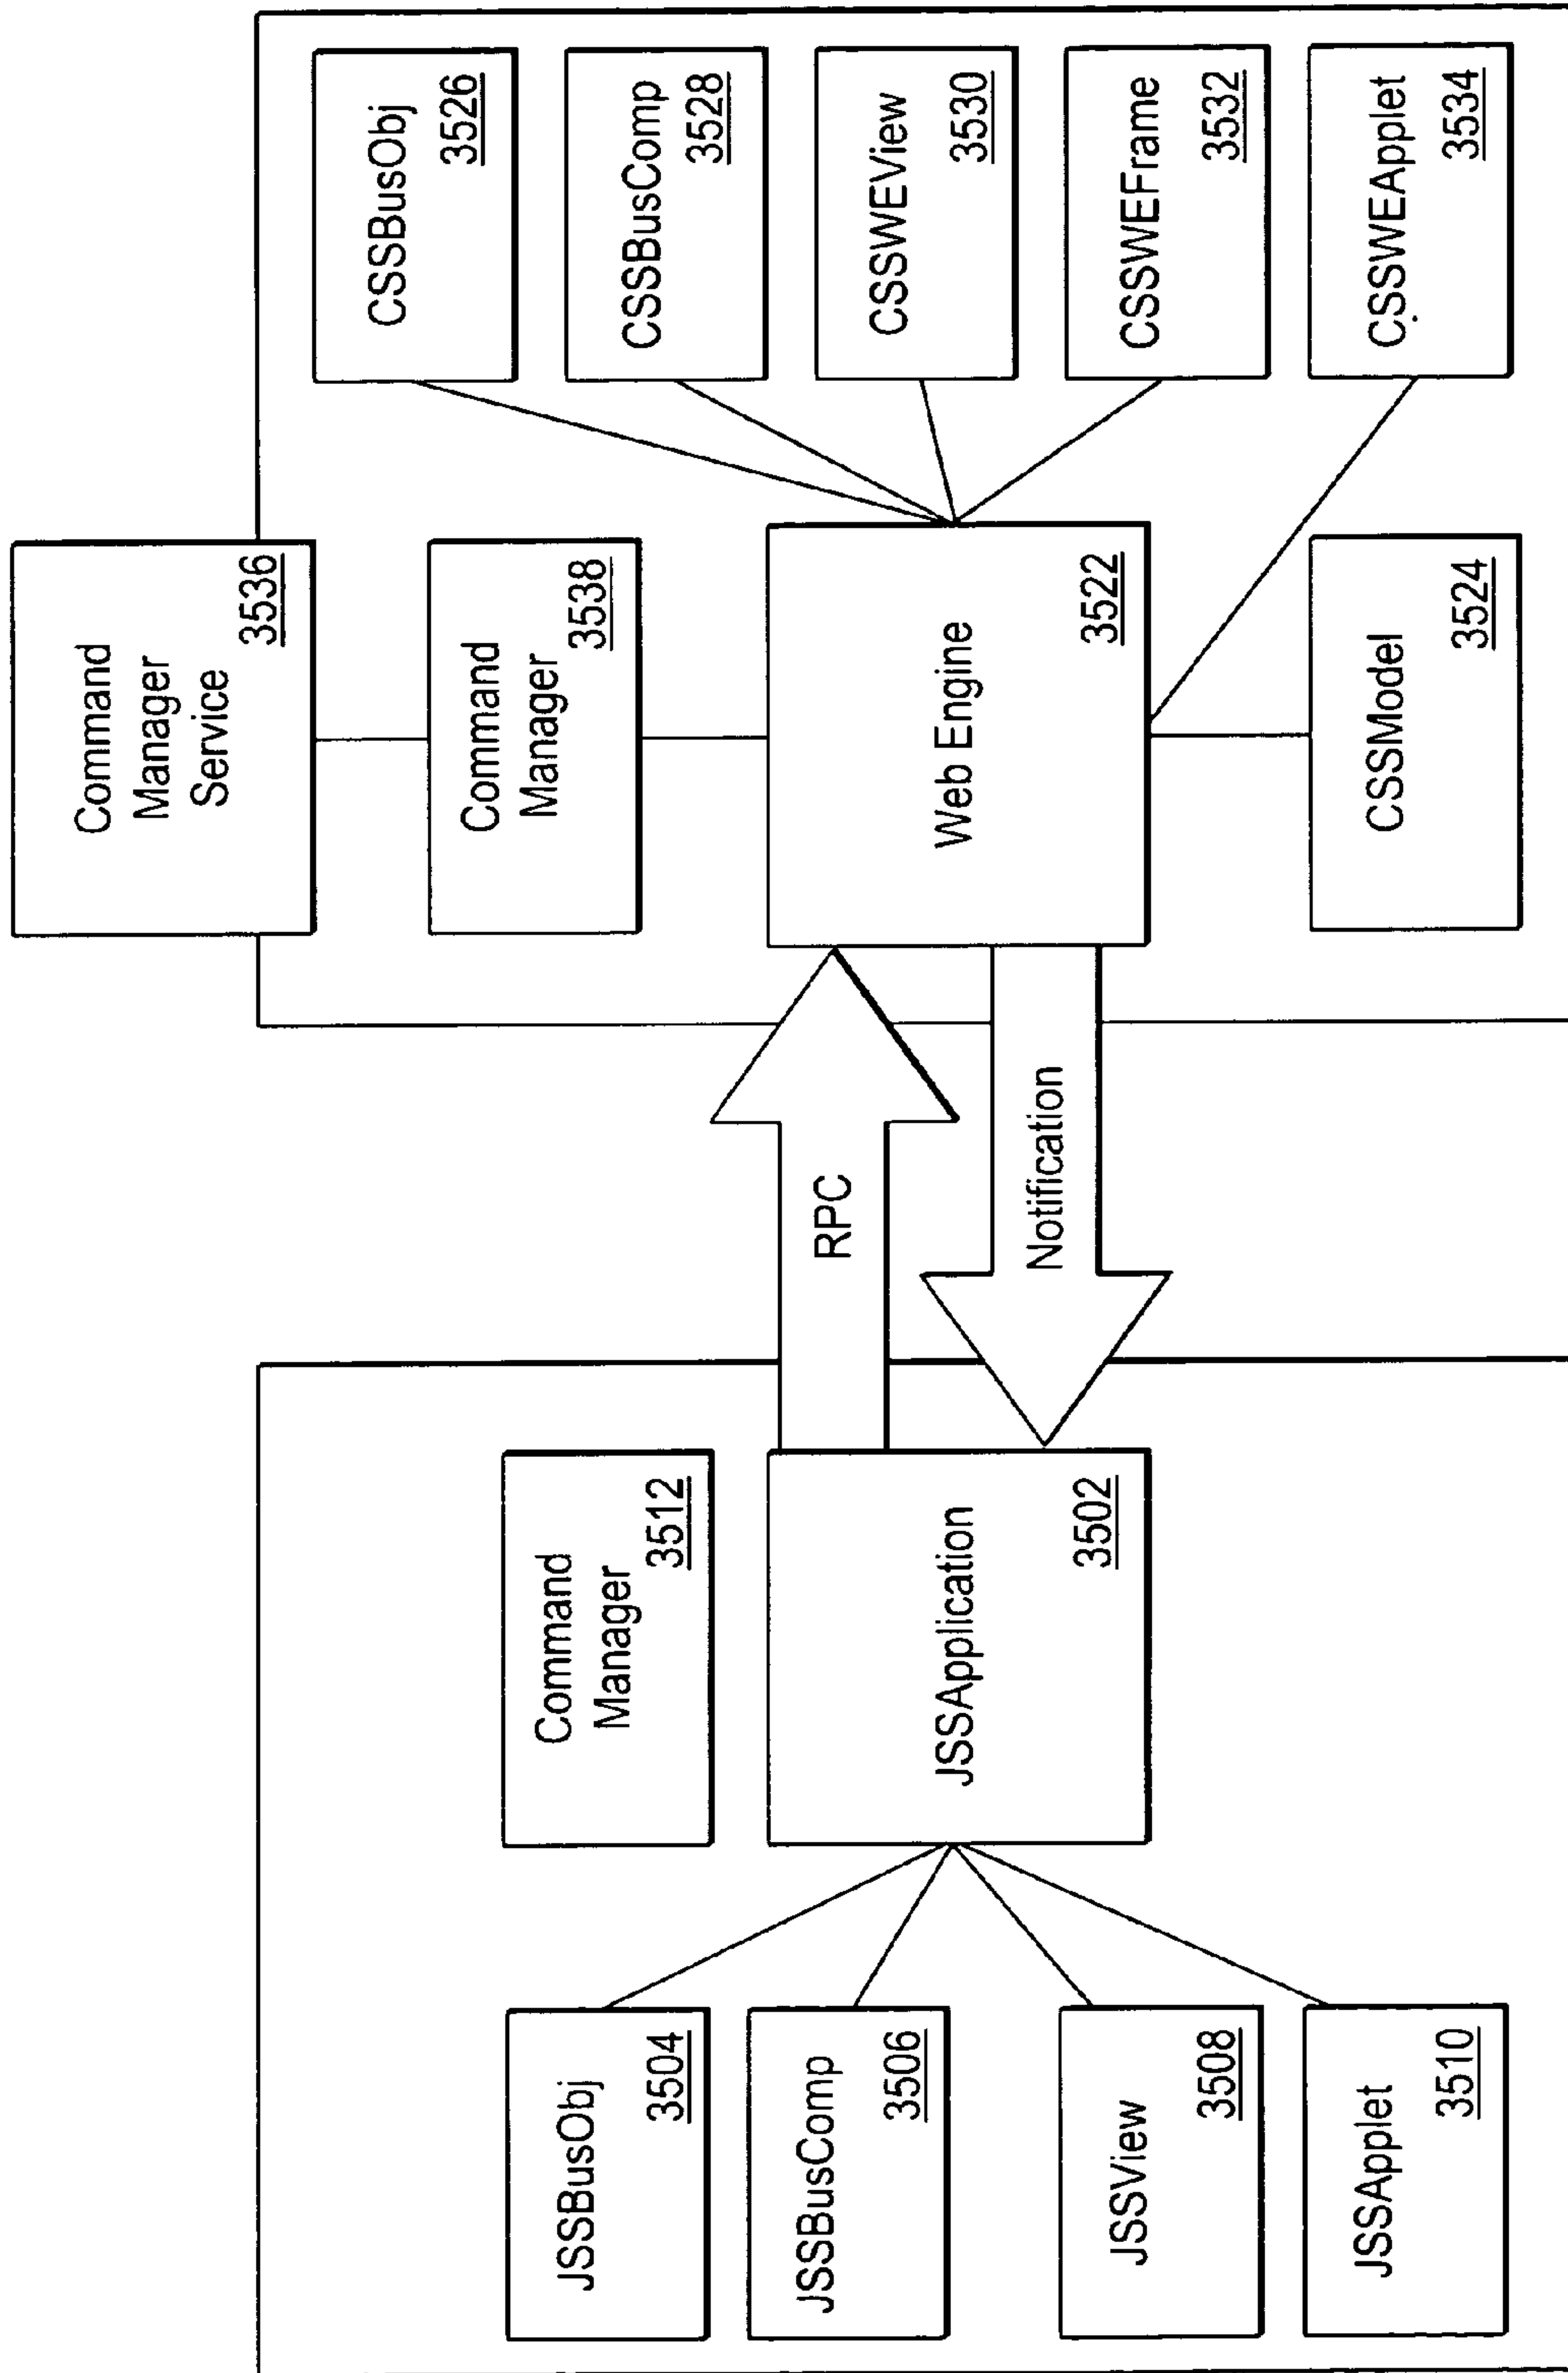 JSSBusObj
3504
JSSBusComp
3506
JSSView
3508
JSSApplet
3510
Command
Manager
3512
JSSApplication
3502
RPC
Notification
Command
Manager
Service
3536
Command
Manager
3538
Web Engine
3522
CSSModel
3524
CSSBusObj
3526
CSSBusComp
3528
CSSWEView
3530
CSSWEFrame
3532
CSSWEApplet
3534